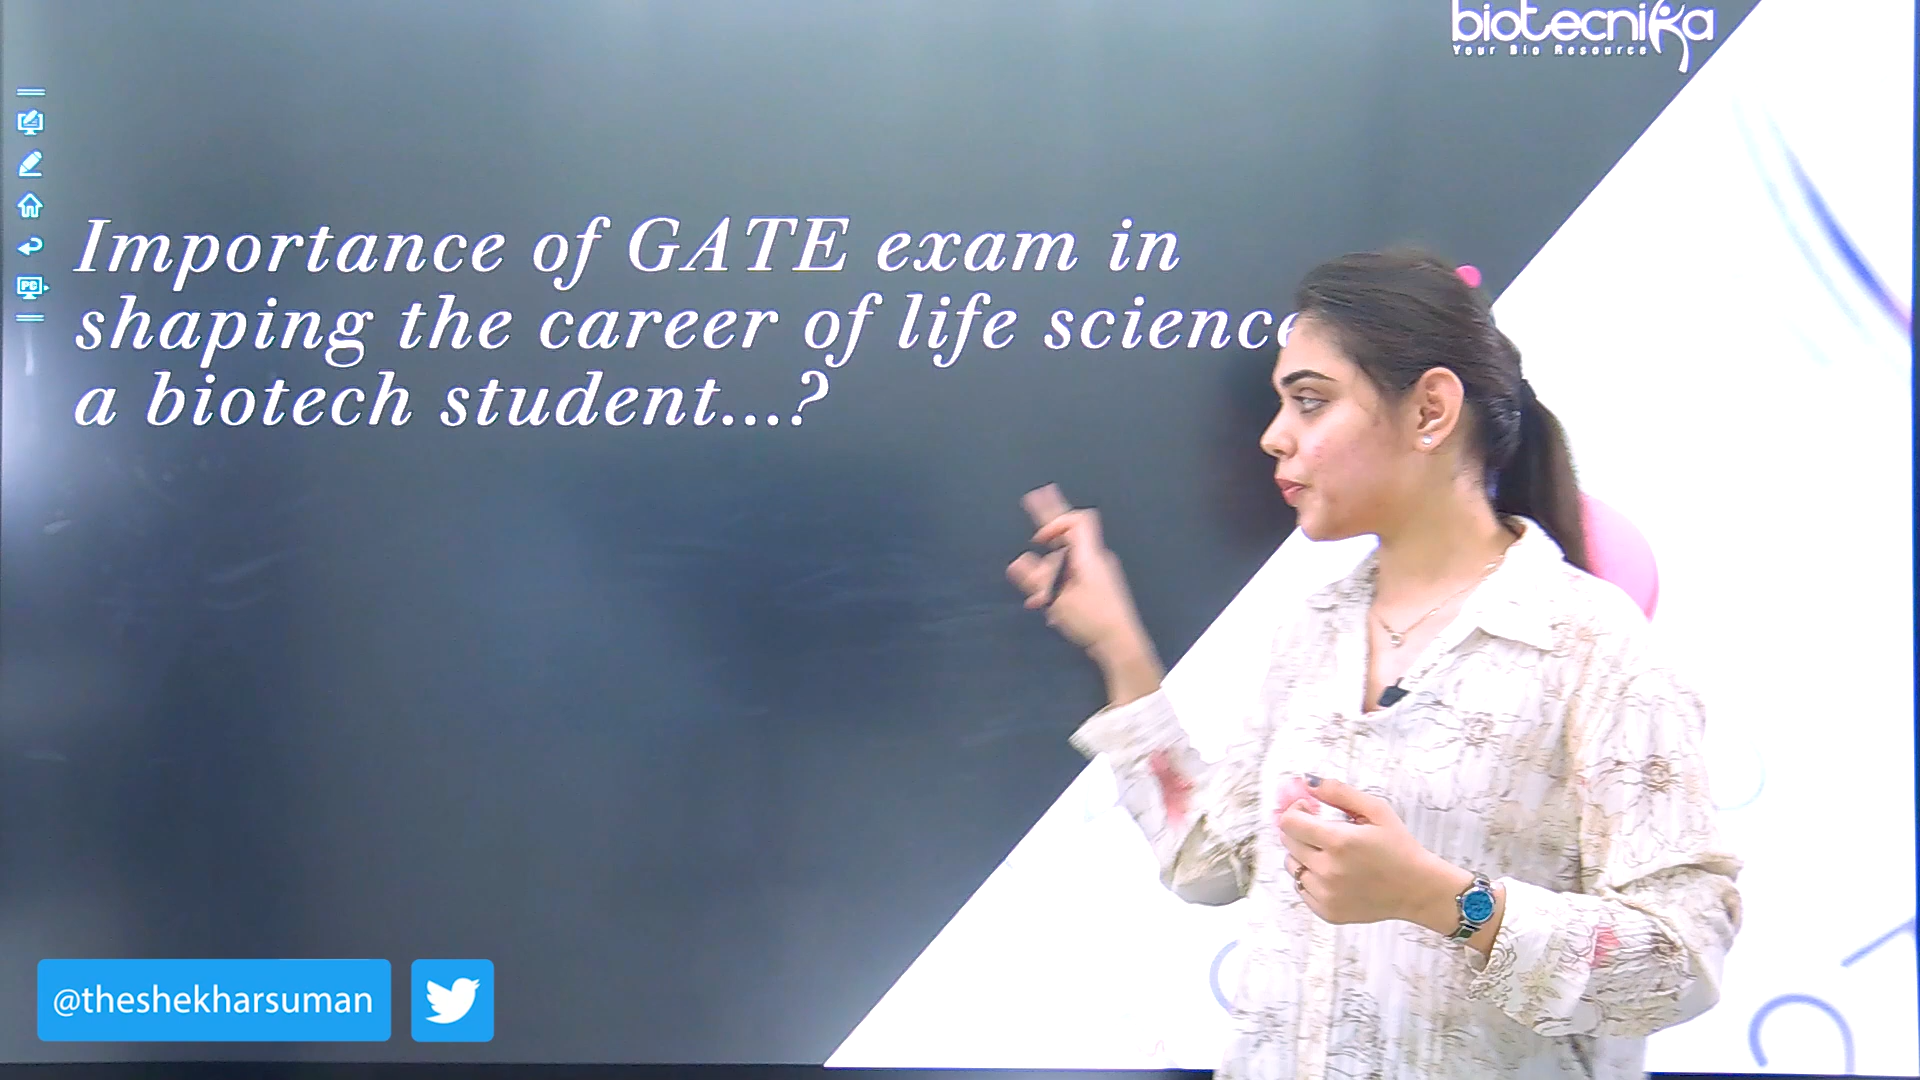 biotecnika
Your Bio Resource
Importance of GATE exam in
shaping the career of life science
a biotech student...?
@theshekharsuman